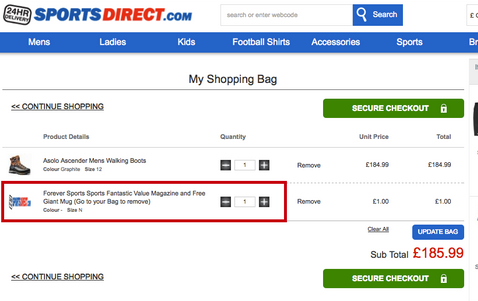 24HR
DELIVERY
SPORTSDIRECT.COM
search or enter webcode
Search
£ 0
Mens
Ladies
Kids
Football Shirts
Accessories
Sports
Br
My Shopping Bag
<< CONTINUE SHOPPING
SECURE CHECKOUT
Product Details
Quantity
Unit Price
Total
Asolo Ascender Mens Walking Boots
Colour Graphite Size 12
1
Remove
£184.99
£184.99
Forever Sports Sports Fantastic Value Magazine and Free
Giant Mug (Go to your Bag to remove)
Colour - Size N
1
Remove
£1.00
£1.00
Clear All
UPDATE BAG
Sub Total £185.99
<< CONTINUE SHOPPING
SECURE CHECKOUT